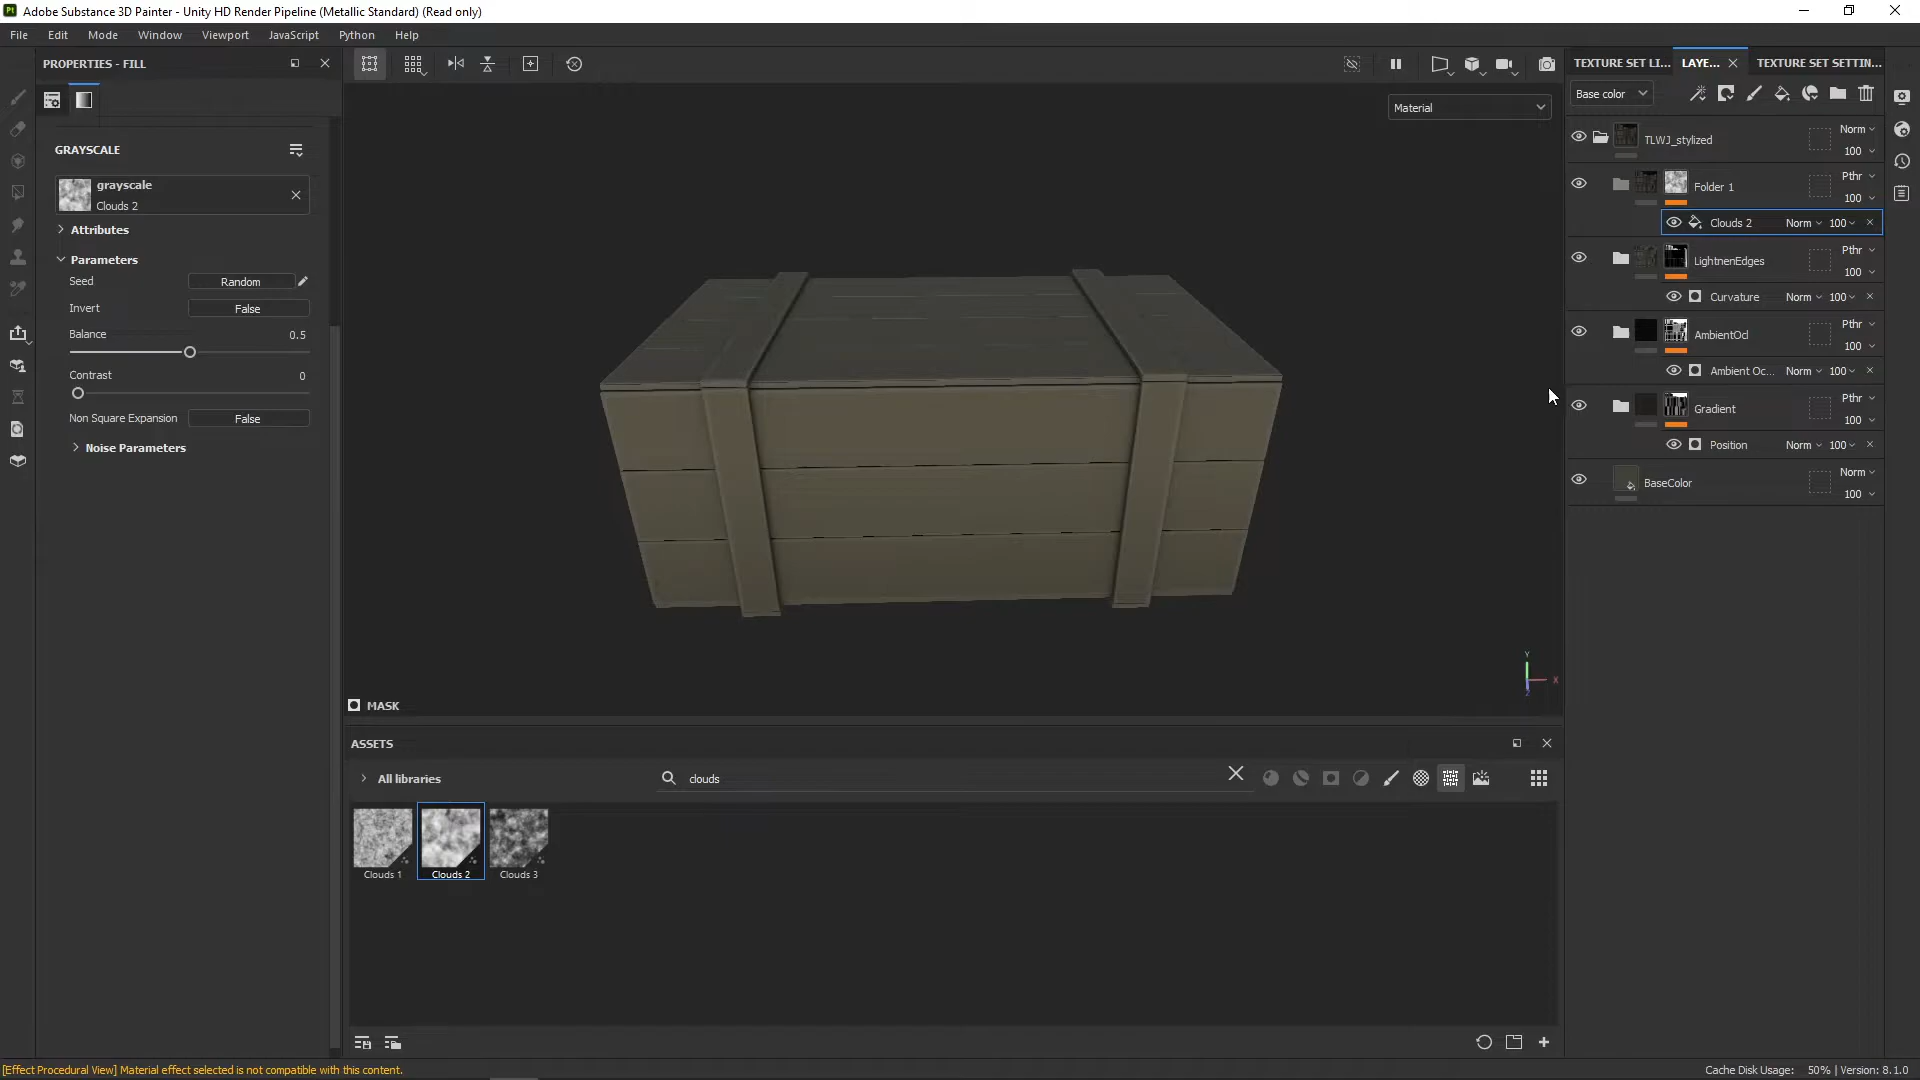 Adobe Substance 3D Painter - Unity HD Render Pipeline (Metallic Standard) (Read only)
File Edit Mode Window Viewport JavaScript Python Help
PROPERTIES - FILL
GRAYSCALE
grayscale
Clouds 2
Attributes
Parameters
Seed Random
Invert False
Balance 0.5
Contrast 0
Non Square Expansion False
Noise Parameters
Material
Y
X
Z
MASK
ASSETS
All libraries clouds
Clouds 1 Clouds 2 Clouds 3
TEXTURE SET LI... LAYE... TEXTURE SET SETTIN...
Base color
TLWJ_stylized Norm
100
Folder 1 Pthr
100
Clouds 2 Norm 100
LightnenEdges Pthr
100
Curvature Norm 100
AmbientOcl Pthr
100
Ambient Oc... Norm 100
Gradient Pthr
100
Position Norm 100
BaseColor Norm
100
[Effect Procedural View] Material effect selected is not compatible with this content.
Cache Disk Usage: 50% | Version: 8.1.0